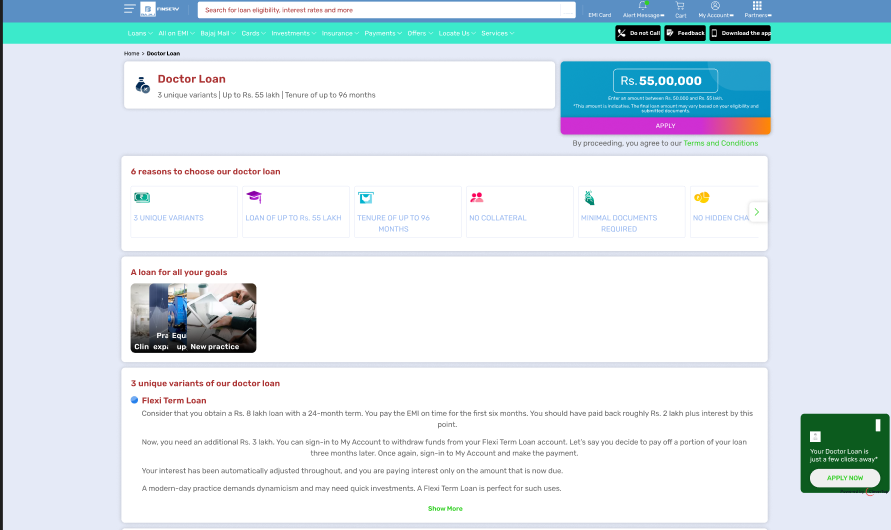 FINSERV
Search for loan eligibility, interest rates and more
EMI Card
Alert Message
Cart
My Account
Partners
Loans
All on EMI
Bajaj Mall
Cards
Investments
Insurance
Payments
Offers
Locate Us
Services
Do not Call
Feedback
Download the app
Home > Doctor Loan
Doctor Loan
3 unique variants | Up to Rs. 55 lakh | Tenure of up to 96 months
Rs. 55,00,000
Enter an amount between Rs. 50,000 and Rs. 55 lakh.
*This amount is indicative. The final loan amount may vary based on your eligibility and
submitted documents.
APPLY
By proceeding, you agree to our Terms and Conditions
6 reasons to choose our doctor loan
3 UNIQUE VARIANTS
LOAN OF UP TO Rs. 55 LAKH
TENURE OF UP TO 96
MONTHS
NO COLLATERAL
MINIMAL DOCUMENTS
REQUIRED
NO HIDDEN CHA
A loan for all your goals
Pra Equ
Clin exp up New practice
3 unique variants of our doctor loan
Flexi Term Loan
Consider that you obtain a Rs. 8 lakh loan with a 24-month term. You pay the EMI on time for the first six months. You should have paid back roughly Rs. 2 lakh plus interest by this
point.
Now, you need an additional Rs. 3 lakh. You can sign-in to My Account to withdraw funds from your Flexi Term Loan account. Let's say you decide to pay off a portion of your loan
three months later. Once again, sign-in to My Account and make the payment.
Your interest has been automatically adjusted throughout, and you are paying interest only on the amount that is now due.
A modern-day practice demands dynamicism and may need quick investments. A Flexi Term Loan is perfect for such uses.
Show More
Your Doctor Loan is
just a few clicks away*
APPLY NOW